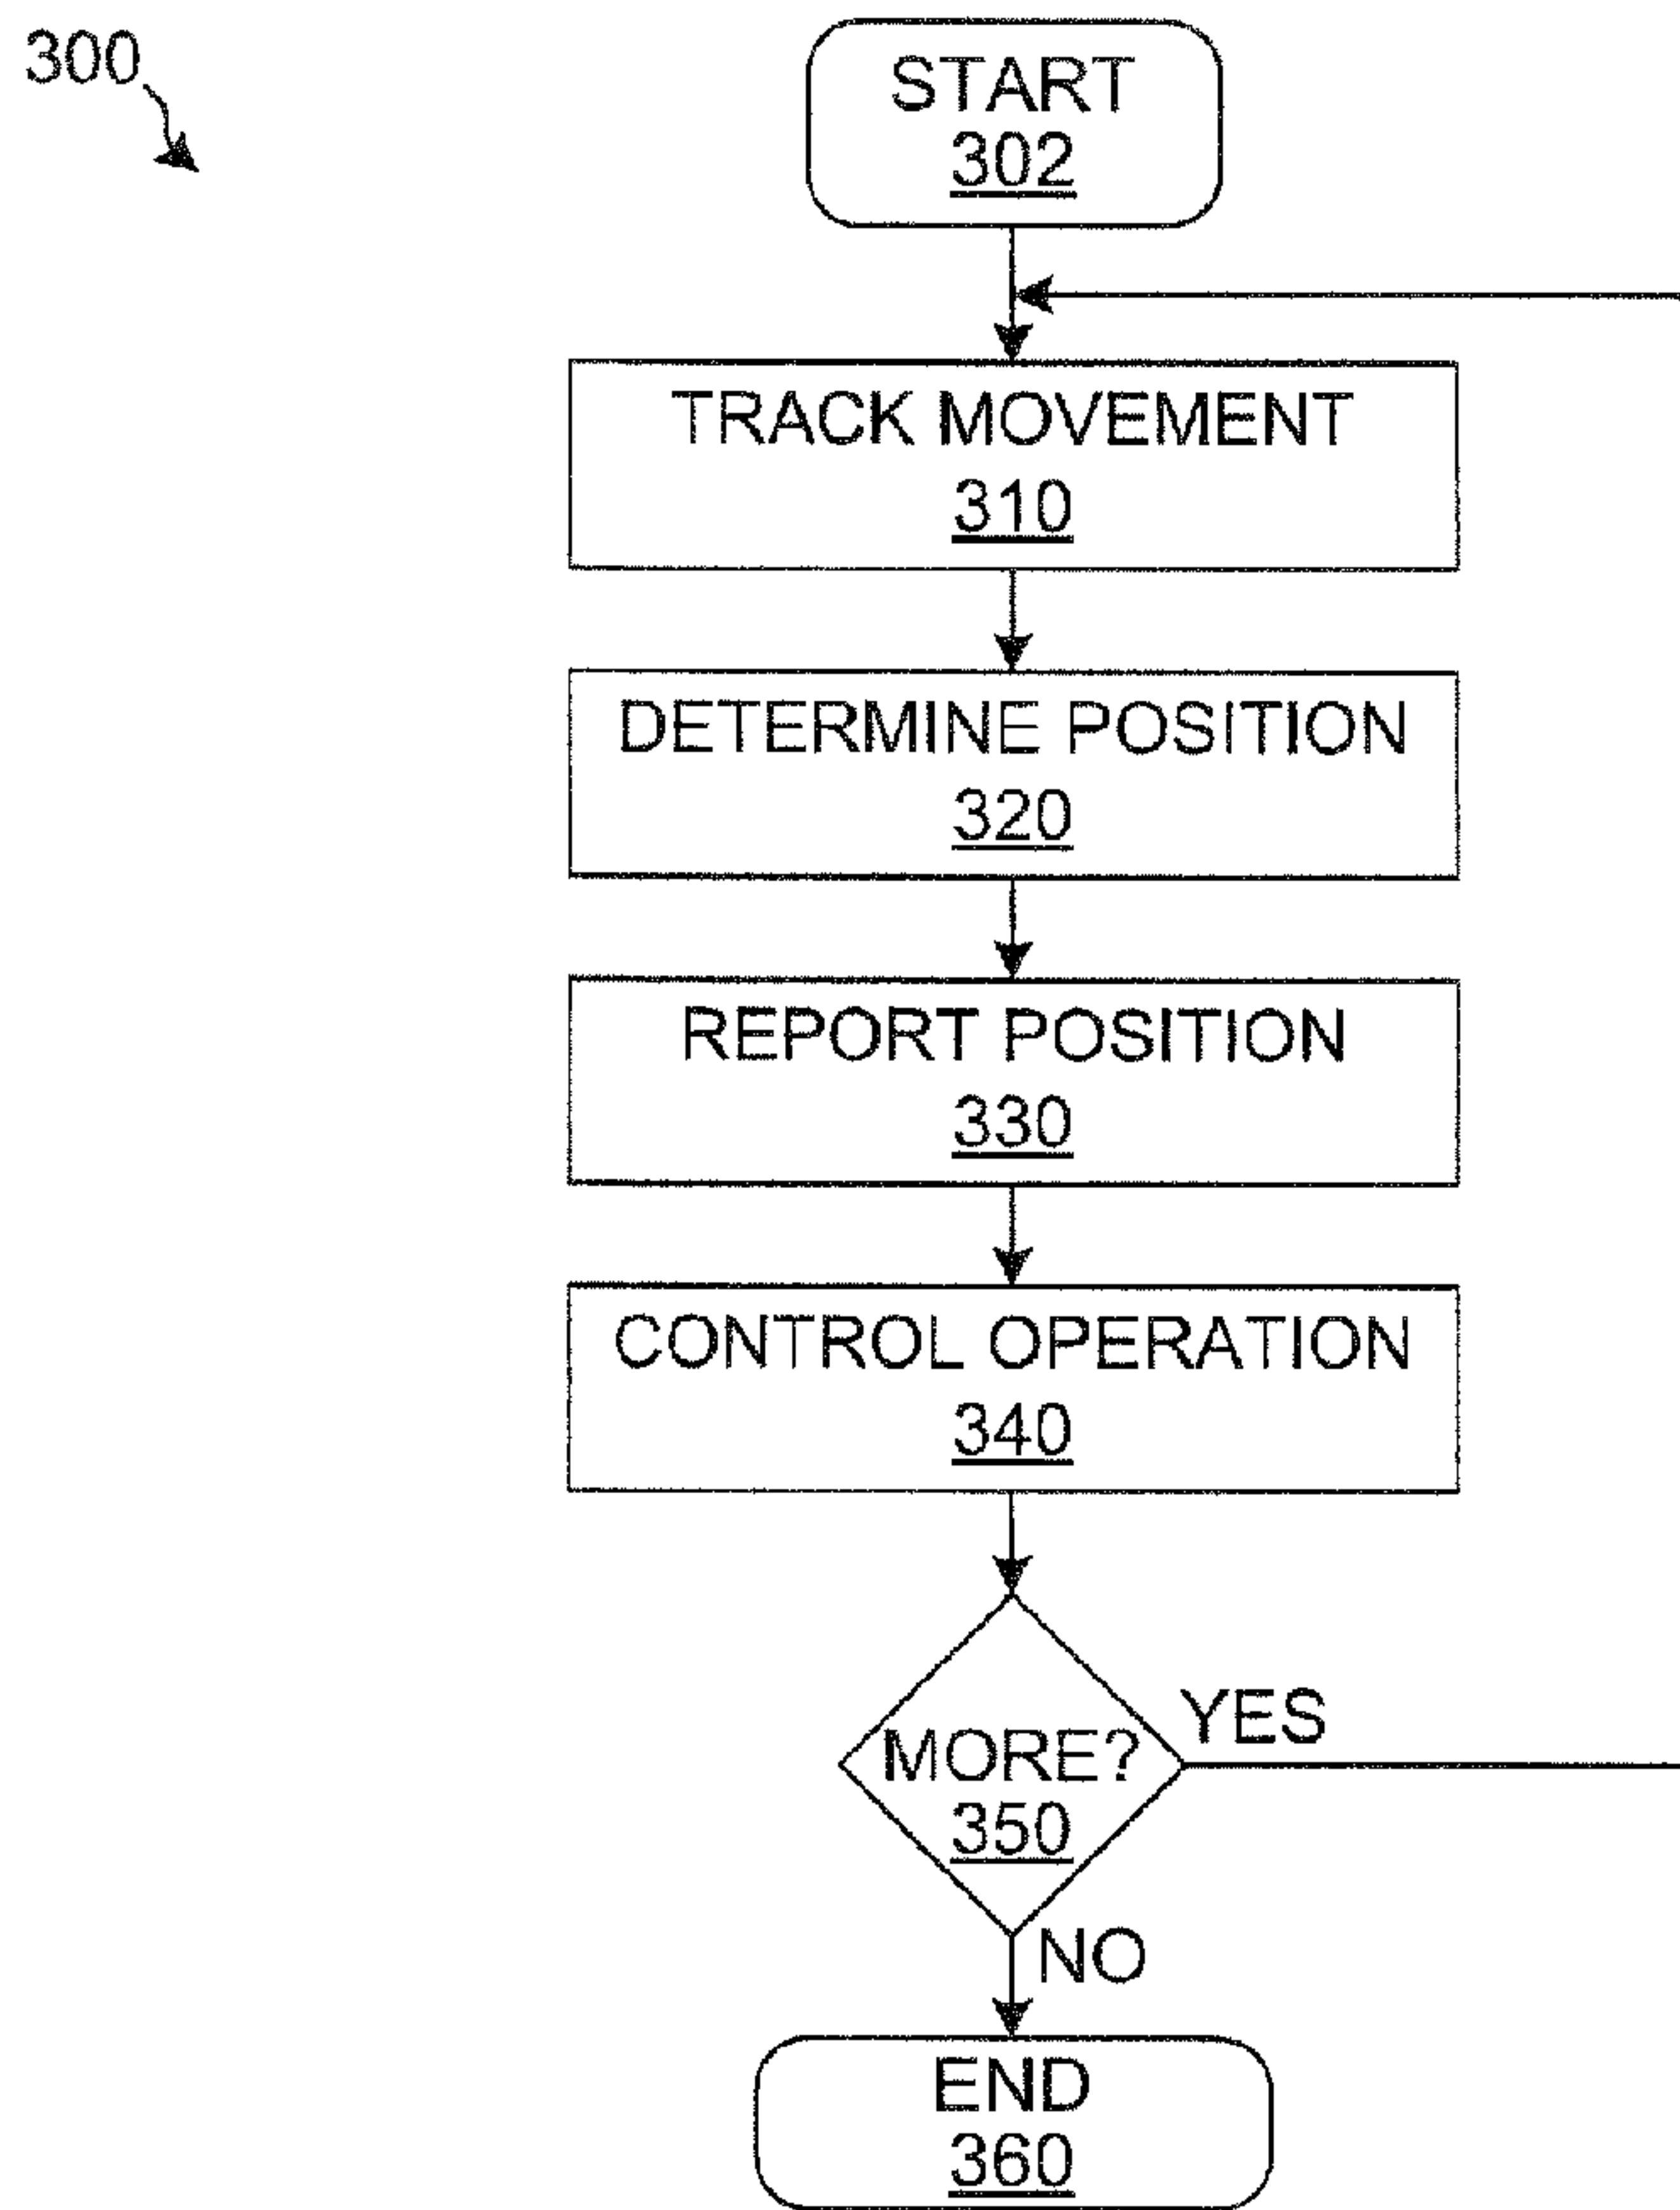 300
START
302
TRACK MOVEMENT
310
DETERMINE POSITION
320
REPORT POSITION
330
CONTROL OPERATION
340
MORE?
350
YES
NO
END
360